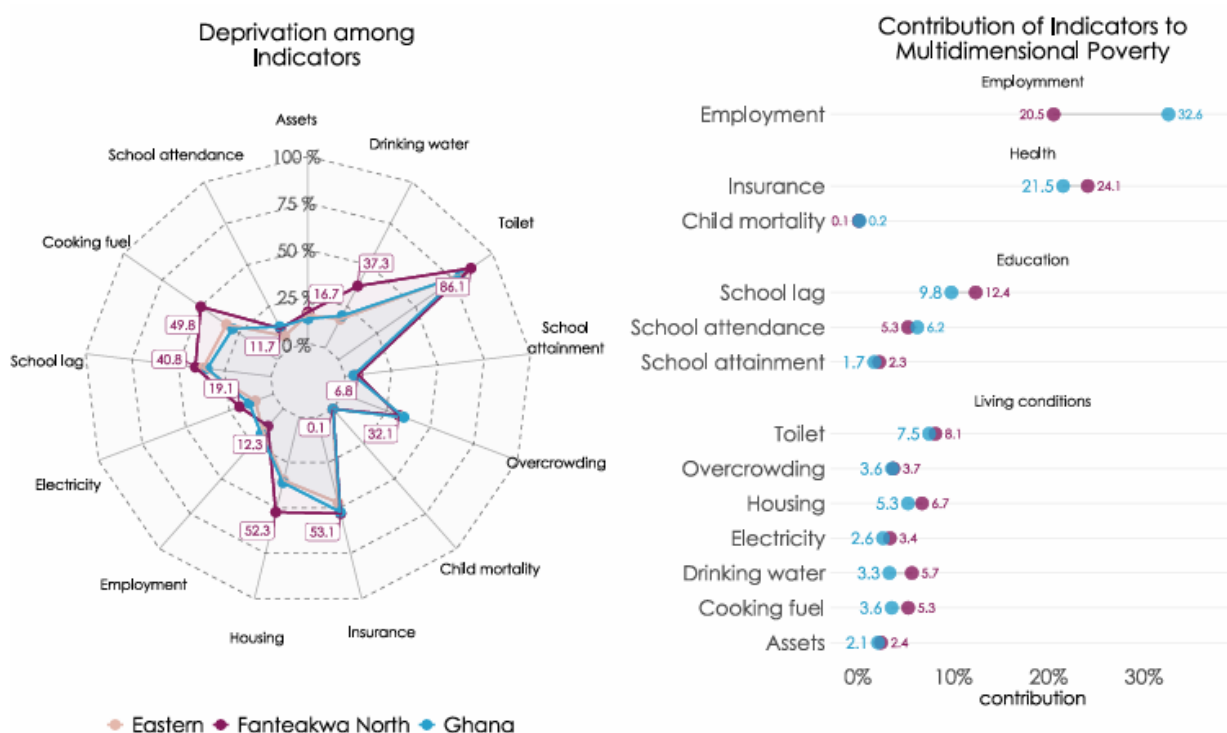 Deprivation among
Indicators
Assets
School attendance
Drinking water
100 %
75 %
50 %
25 %
0 %
Toilet
Cooking fuel
37.3
16.7
86.1
School
attainment
49.8
11.7
School lag
40.8
19.1
6.8
0.1
32.1
12.3
Overcrowding
Electricity
52.3
53.1
Child mortality
Employment
Housing
Insurance
Eastern
Fanteakwa North
Ghana
Contribution of Indicators to
Multidimensional Poverty
Employmment
Employment 20.5 32.6
Health
Insurance 21.5 24.1
Child mortality 0.1 0.2
Education
School lag 9.8 12.4
School attendance 5.3 6.2
School attainment 1.7 2.3
Living conditions
Toilet 7.5 8.1
Overcrowding 3.6 3.7
Housing 5.3 6.7
Electricity 2.6 3.4
Drinking water 3.3 5.7
Cooking fuel 3.6 5.3
Assets 2.1 2.4
0% 10% 20% 30%
contribution